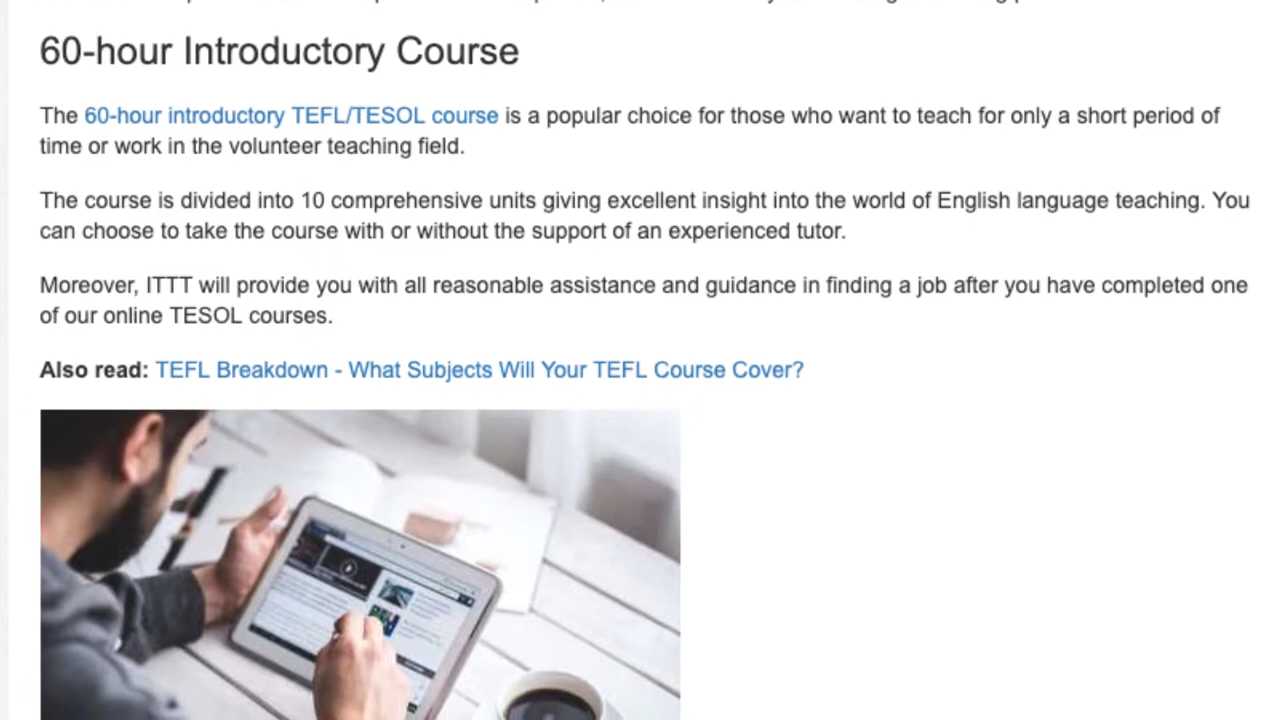 60-hour Introductory Course
The 60-hour introductory TEFL/TESOL course is a popular choice for those who want to teach for only a short period of
time or work in the volunteer teaching field.
The course is divided into 10 comprehensive units giving excellent insight into the world of English language teaching. You
can choose to take the course with or without the support of an experienced tutor.
Moreover, ITTT will provide you with all reasonable assistance and guidance in finding a job after you have completed one
of our online TESOL courses.
Also read: TEFL Breakdown - What Subjects Will Your TEFL Course Cover?